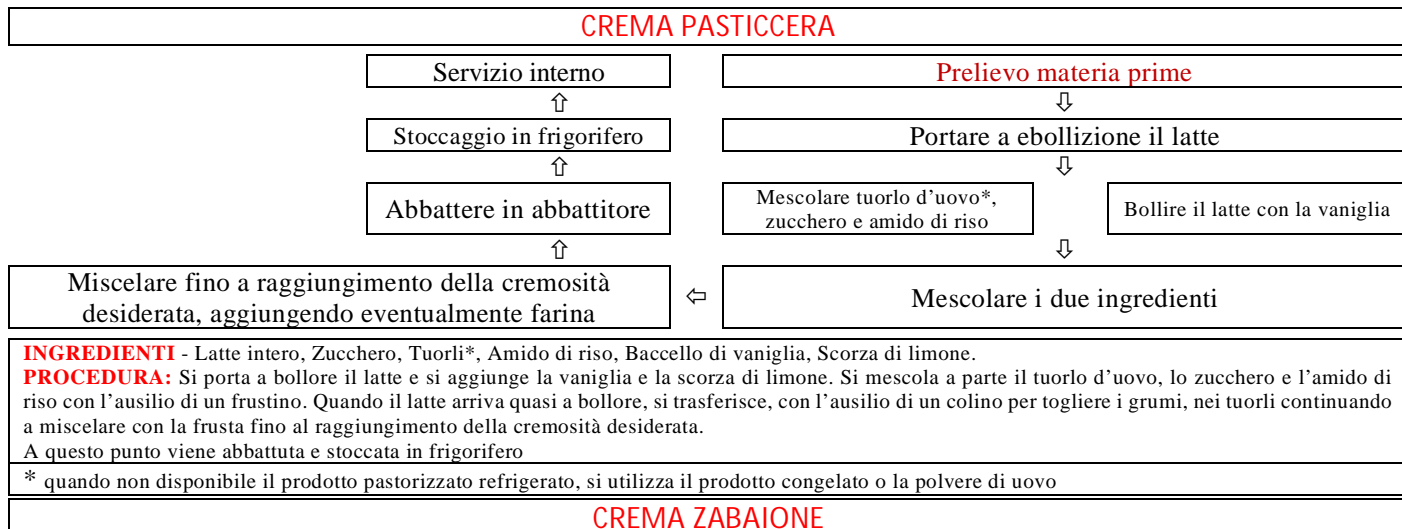 CREMA PASTICCERA
Servizio interno
Prelievo materia prime
⇧
⇩
Stoccaggio in frigorifero
Portare a ebollizione il latte
⇧
⇩
Abbattere in abbattitore
Mescolare tuorlo d'uovo*,
zucchero e amido di riso
Bollire il latte con la vaniglia
⇧
⇩
Miscelare fino a raggiungimento della cremosità
desiderata, aggiungendo eventualmente farina
⇦
Mescolare i due ingredienti
INGREDIENTI - Latte intero, Zucchero, Tuorli*, Amido di riso, Baccello di vaniglia, Scorza di limone.
PROCEDURA: Si porta a bollore il latte e si aggiunge la vaniglia e la scorza di limone. Si mescola a parte il tuorlo d'uovo, lo zucchero e l'amido di
riso con l'ausilio di un frustino. Quando il latte arriva quasi a bollore, si trasferisce, con l'ausilio di un colino per togliere i grumi, nei tuorli continuando
a miscelare con la frusta fino al raggiungimento della cremosità desiderata.
A questo punto viene abbattuta e stoccata in frigorifero
* quando non disponibile il prodotto pastorizzato refrigerato, si utilizza il prodotto congelato o la polvere di uovo
CREMA ZABAIONE